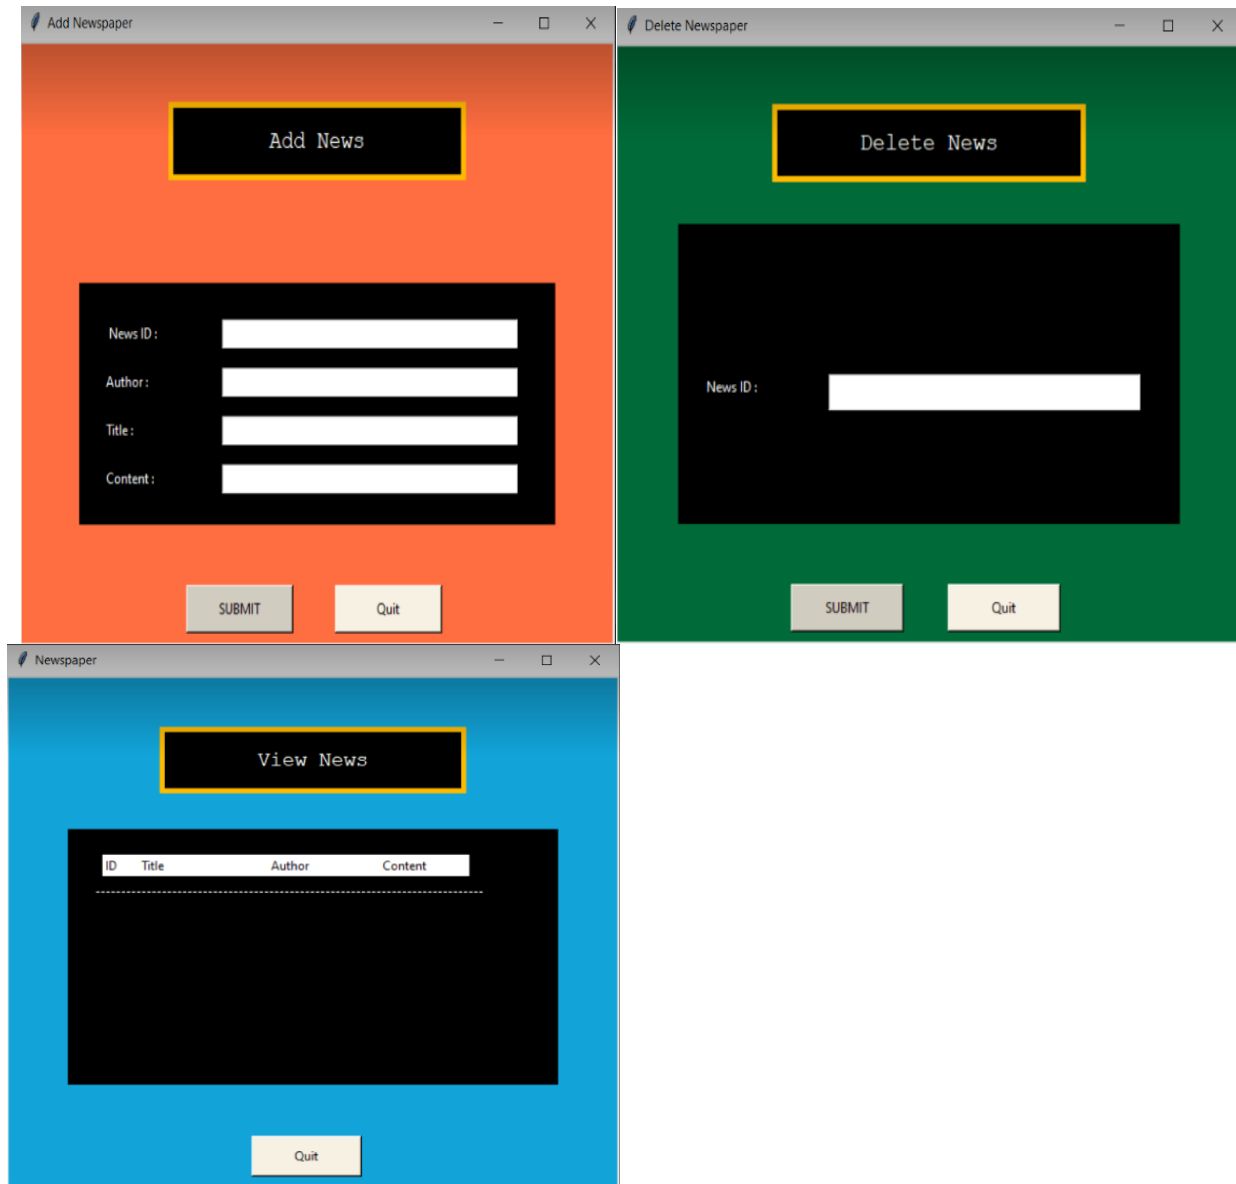 Add Newspaper
Add News
News ID :
Author :
Title :
Content :
SUBMIT Quit
Delete Newspaper
Delete News
News ID :
SUBMIT Quit
Newspaper
View News
ID Title Author Content
--------------------------------------------------------------------------------
Quit